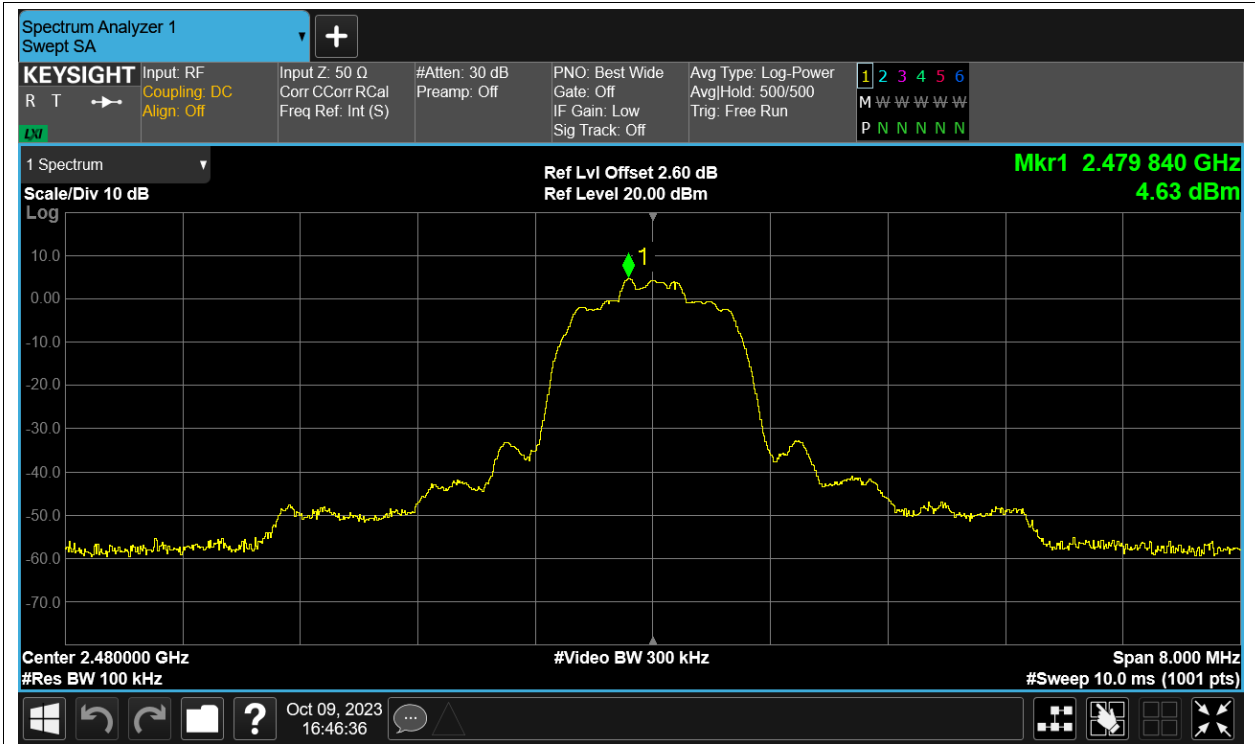 Spectrum Analyzer 1
Swept SA
KEYSIGHT
R T
LXI
Input: RF
Coupling: DC
Align: Off
Input Z: 50 Ω
Corr CCorr RCal
Freq Ref: Int (S)
#Atten: 30 dB
Preamp: Off
PNO: Best Wide
Gate: Off
IF Gain: Low
Sig Track: Off
Avg Type: Log-Power
Avg|Hold: 500/500
Trig: Free Run
1 2 3 4 5 6
M W W W W W
P N N N N N
1 Spectrum
Scale/Div 10 dB
Ref Lvl Offset 2.60 dB
Ref Level 20.00 dBm
Mkr1 2.479 840 GHz
4.63 dBm
Log
1
10.0
0.00
-10.0
-20.0
-30.0
-40.0
-50.0
-60.0
-70.0
Center 2.480000 GHz
#Video BW 300 kHz
Span 8.000 MHz
#Res BW 100 kHz
#Sweep 10.0 ms (1001 pts)
?
Oct 09, 2023
16:46:36